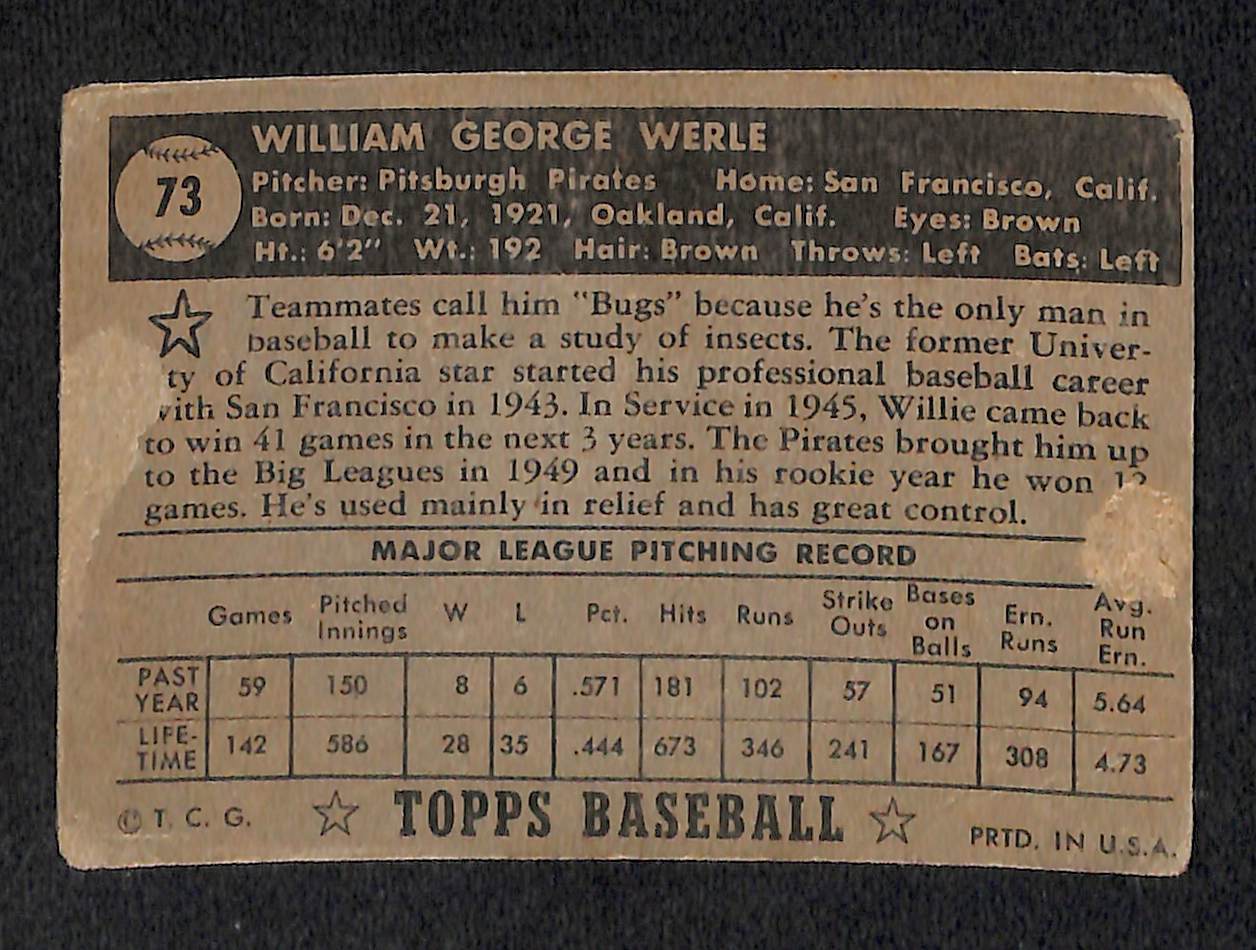 73
WILLIAM GEORGE WERLE
Pitcher: Pitsburgh Pirates Home: San Francisco, Calif.
Born: Dec. 21, 1921, Oakland, Calif. Eyes: Brown
Ht.: 6'2" Wt.: 192 Hair: Brown Throws: Left Bats: Left
Teammates call him "Bugs" because he's the only man in
baseball to make a study of insects. The former Univer-
ty of California star started his professional baseball career
with San Francisco in 1943. In Service in 1945, Willie came back
to win 41 games in the next 3 years. The Pirates brought him up
to the Big Leagues in 1949 and in his rookie year he won
games. He's used mainly in relief and has great control.
MAJOR LEAGUE PITCHING RECORD
Games Pitched Innings W L Pct. Hits Runs Strike Outs Bases on Balls Ern. Runs Avg. Run Ern.
PAST YEAR 59 150 8 6 .571 181 102 57 51 94 5.64
LIFE-TIME 142 586 28 35 .444 673 346 241 167 308 4.73
© T. C. G. TOPPS BASEBALL PRTD. IN U.S.A.